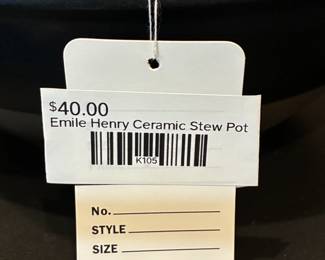 $40.00
Emile Henry Ceramic Stew Pot
K105
No.
STYLE
SIZE